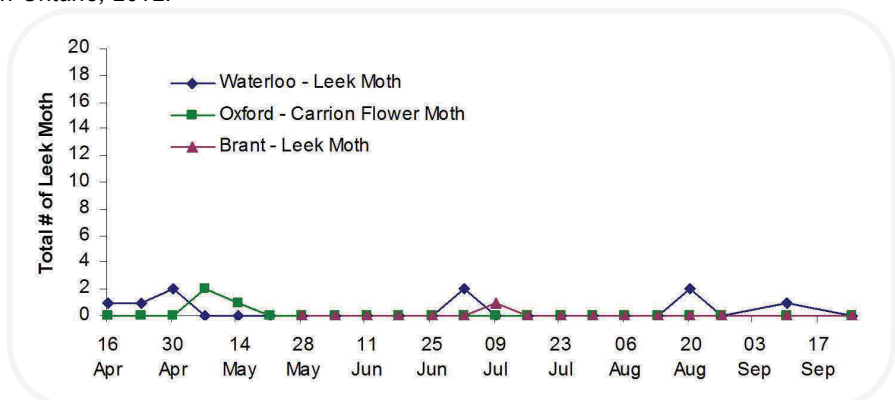 Ontario, 2012.
20
18
16
14
12
10
8
6
4
2
0
Total # of Leek Moth
Waterloo - Leek Moth
Oxford - Carrion Flower Moth
Brant - Leek Moth
16 30 14 28 11 25 09 23 06 20 03 17
Apr Apr May May Jun Jun Jul Jul Aug Aug Sep Sep